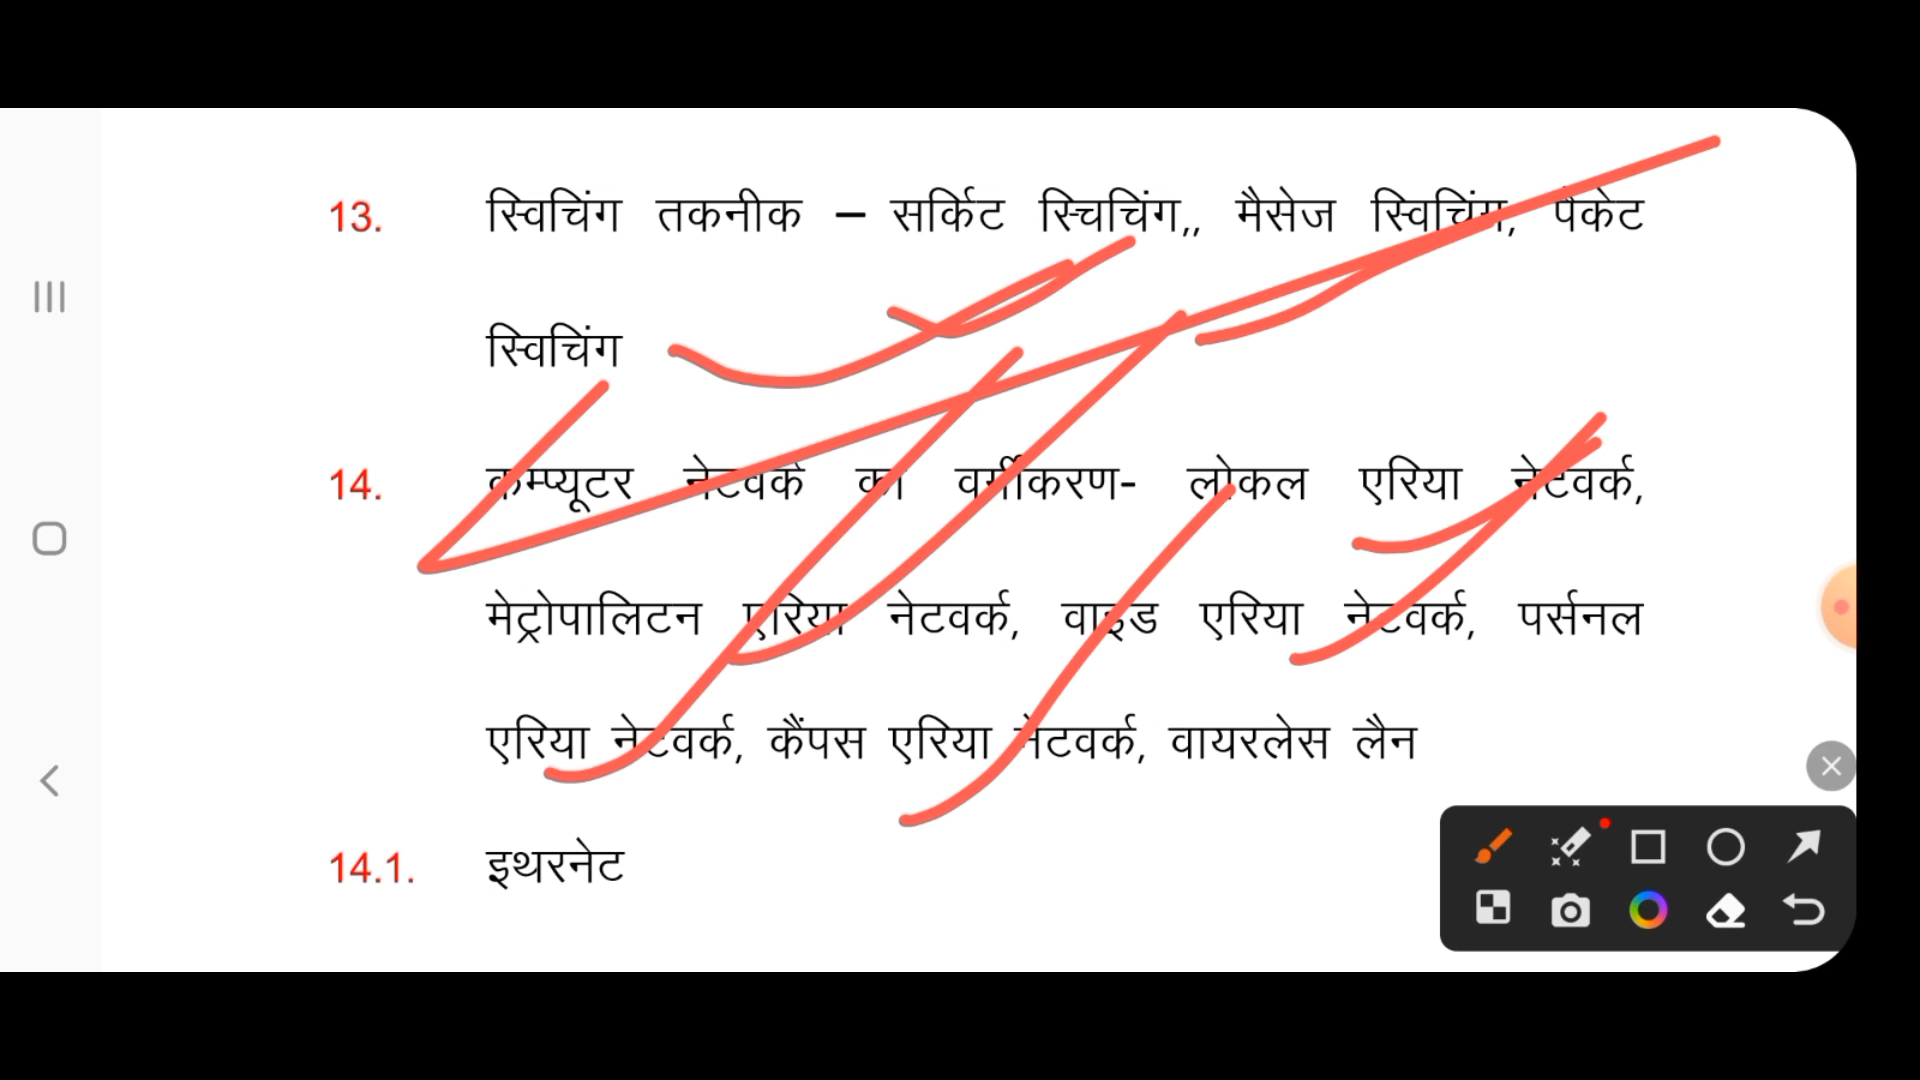 13. स्विचिंग तकनीक – सर्किट स्चिचिंग,, मैसेज स्विचिंग, पैकेट
स्विचिंग
14. कम्प्यूटर नेटवर्क का वर्गीकरण- लोकल एरिया नेटवर्क,
मेट्रोपालिटन एरिया नेटवर्क, वाइड एरिया नेटवर्क, पर्सनल
एरिया नेटवर्क, कैंपस एरिया नेटवर्क, वायरलेस लैन
14.1. इथरनेट